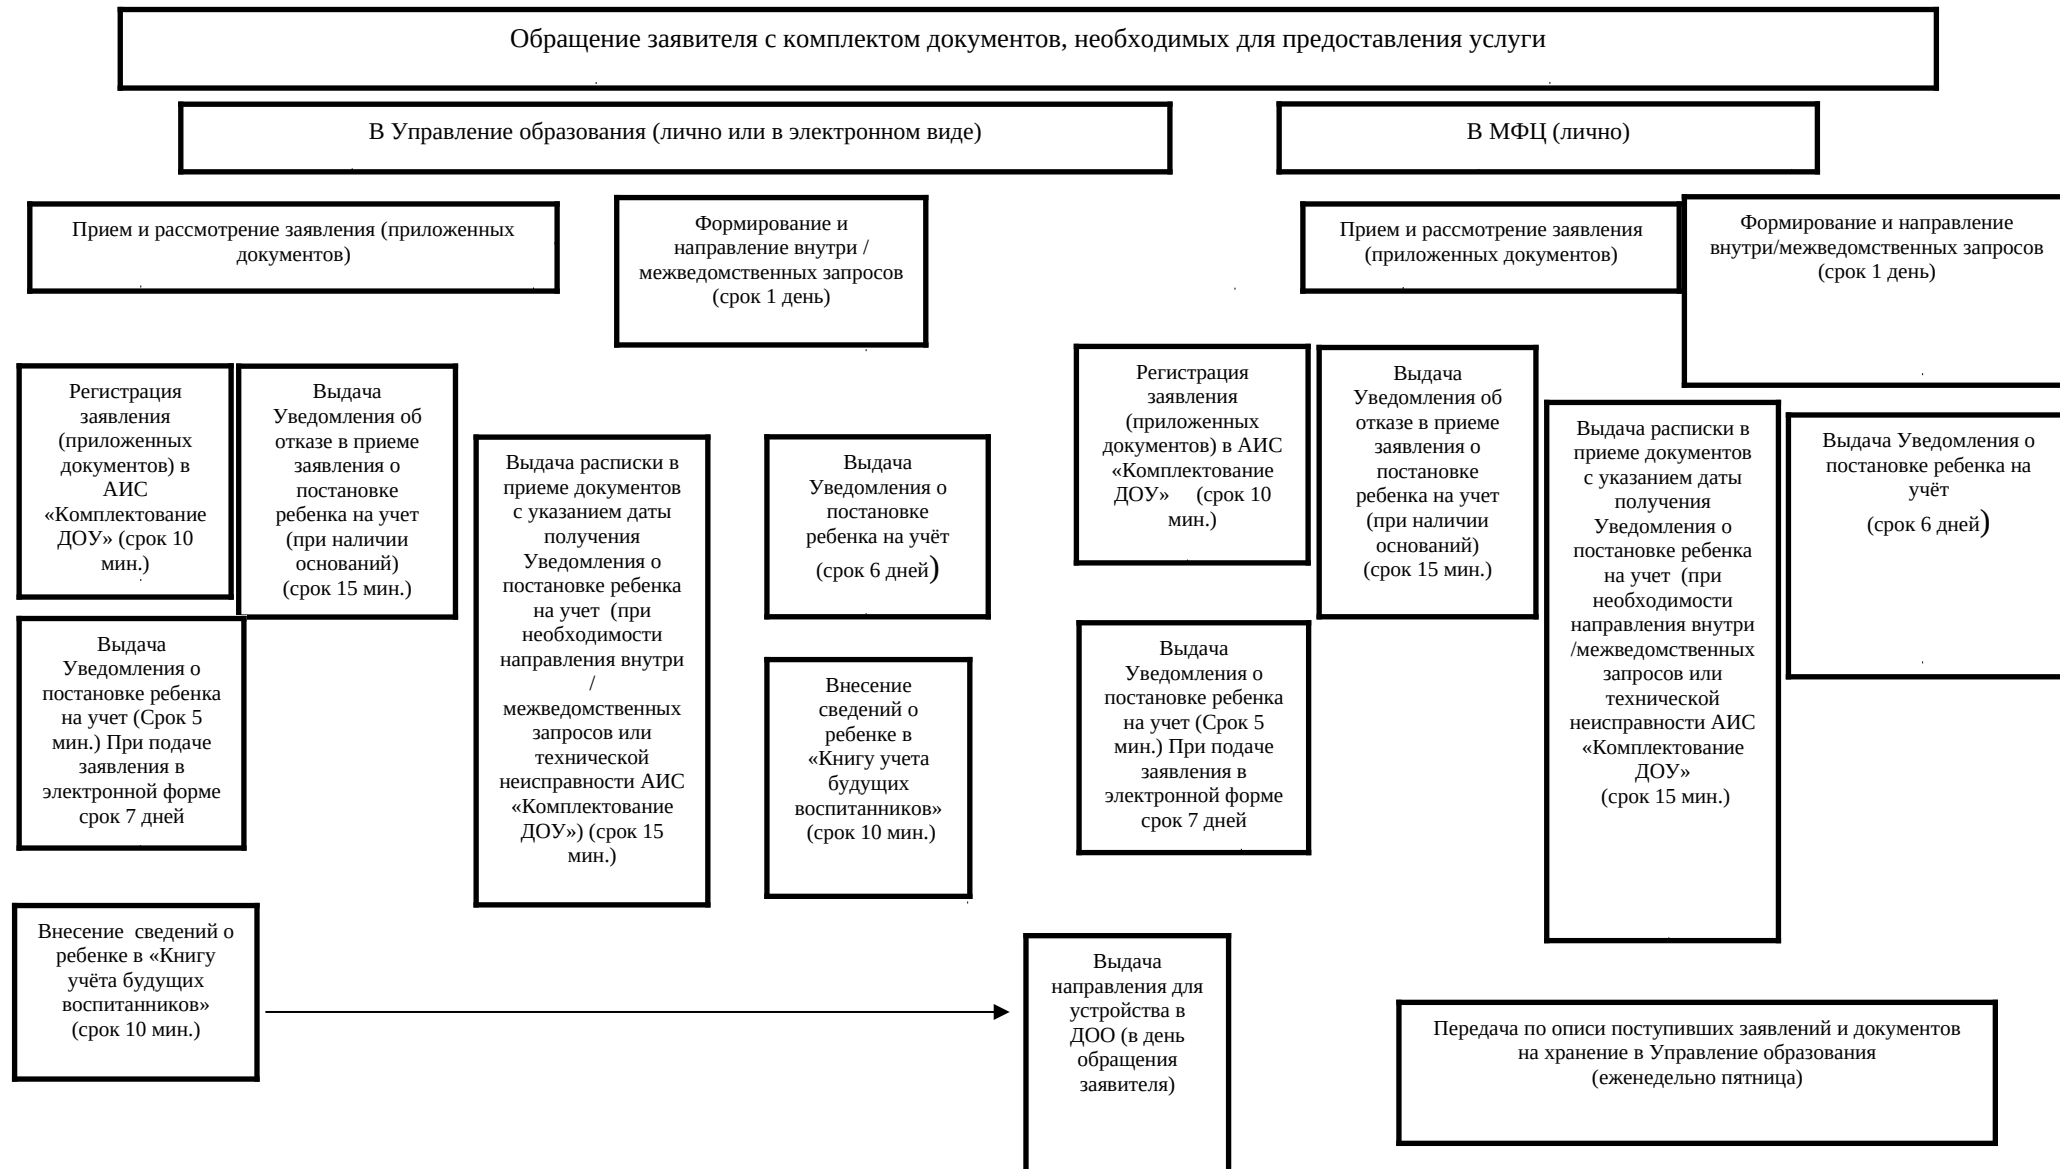 Обращение заявителя с комплектом документов, необходимых для предоставления услуги
В Управление образования (лично или в электронном виде)
В МФЦ (лично)
Прием и рассмотрение заявления (приложенных
документов)
Формирование и
направление внутри /
межведомственных запросов
(срок 1 день)
Прием и рассмотрение заявления
(приложенных документов)
Формирование и направление
внутри/межведомственных запросов
(срок 1 день)
Регистрация
заявления
(приложенных
документов) в
АИС
«Комплектование
ДОУ» (срок 10
мин.)
Выдача
Уведомления об
отказе в приеме
заявления о
постановке
ребенка на учет
(при наличии
оснований)
(срок 15 мин.)
Выдача расписки в
приеме документов
с указанием даты
получения
Уведомления о
постановке ребенка
на учет (при
необходимости
направления внутри
/
межведомственных
запросов или
технической
неисправности АИС
«Комплектование
ДОУ») (срок 15
мин.)
Выдача
Уведомления о
постановке
ребенка на учёт
(срок 6 дней)
Регистрация
заявления
(приложенных
документов) в АИС
«Комплектование
ДОУ» (срок 10
мин.)
Выдача
Уведомления об
отказе в приеме
заявления о
постановке
ребенка на учет
(при наличии
оснований)
(срок 15 мин.)
Выдача расписки в
приеме документов
с указанием даты
получения
Уведомления о
постановке ребенка
на учет (при
необходимости
направления внутри
/межведомственных
запросов или
технической
неисправности АИС
«Комплектование
ДОУ»
(срок 15 мин.)
Выдача Уведомления о
постановке ребенка на
учёт
(срок 6 дней)
Выдача
Уведомления о
постановке ребенка
на учет (Срок 5
мин.) При подаче
заявления в
электронной форме
срок 7 дней
Внесение
сведений о
ребенке в
«Книгу учета
будущих
воспитанников»
(срок 10 мин.)
Выдача
Уведомления о
постановке ребенка
на учет (Срок 5
мин.) При подаче
заявления в
электронной форме
срок 7 дней
Внесение сведений о
ребенке в «Книгу
учёта будущих
воспитанников»
(срок 10 мин.)
Выдача
направления для
устройства в
ДОО (в день
обращения
заявителя)
Передача по описи поступивших заявлений и документов
на хранение в Управление образования
(еженедельно пятница)